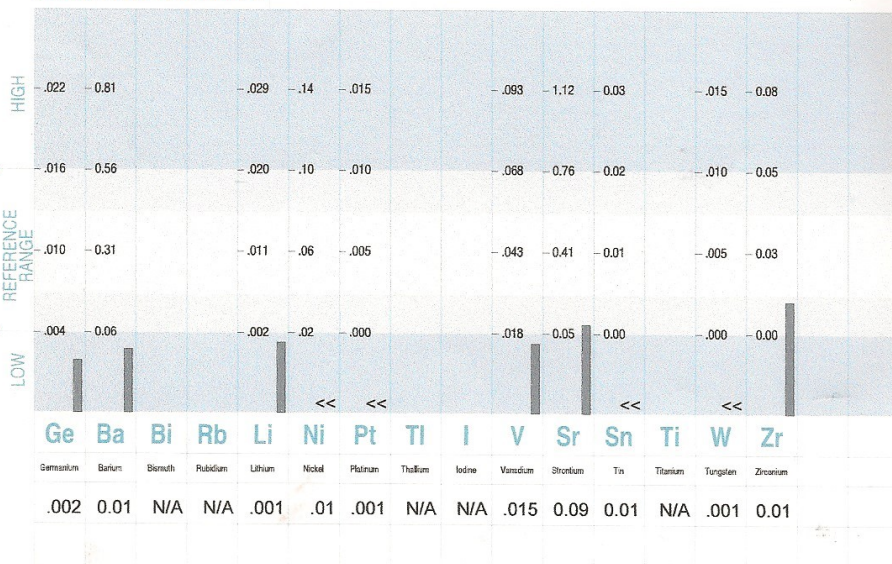 HIGH
.022 0.81 .029 .14 .015 .093 1.12 0.03 .015 0.08
.016 0.56 .020 .10 .010 .068 0.76 0.02 .010 0.05
REFERENCE
RANGE
.010 0.31 .011 .06 .005 .043 0.41 0.01 .005 0.03
.004 0.06 .002 .02 .000 .018 0.05 0.00 .000 0.00
LOW
<< << << <<
Ge Ba Bi Rb Li Ni Pt Tl I V Sr Sn Ti W Zr
Germanium Barium Bismuth Rubidium Lithium Nickel Platinum Thallium Iodine Vanadium Strontium Tin Titanium Tungsten Zirconium
.002 0.01 N/A N/A .001 .01 .001 N/A N/A .015 0.09 0.01 N/A .001 0.01